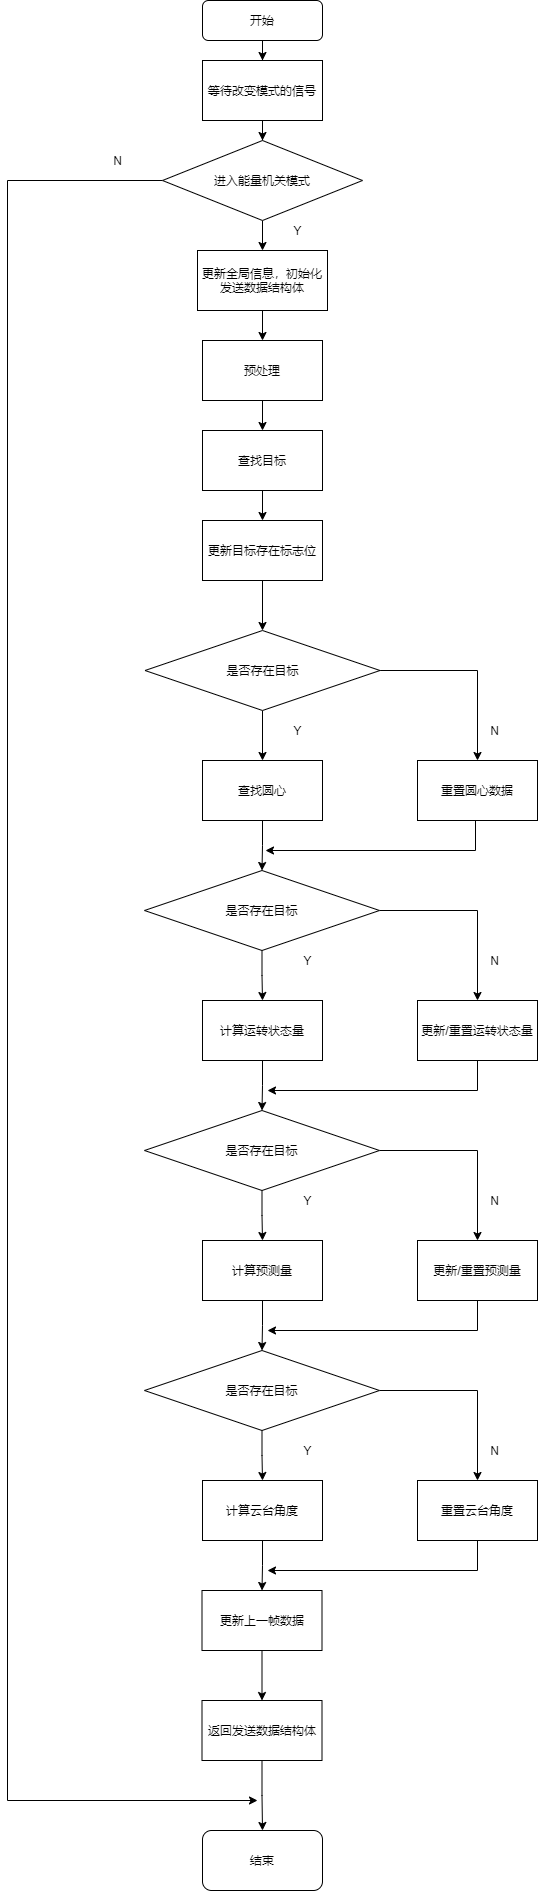 开始
等待改变模式的信号
N
进入能量机关模式
Y
更新全局信息，初始化
发送数据结构体
预处理
查找目标
更新目标存在标志位
是否存在目标
Y
N
查找圆心
重置圆心数据
是否存在目标
Y
N
计算运转状态量
更新/重置运转状态量
是否存在目标
Y
N
计算预测量
更新/重置预测量
是否存在目标
Y
N
计算云台角度
重置云台角度
更新上一帧数据
返回发送数据结构体
结束